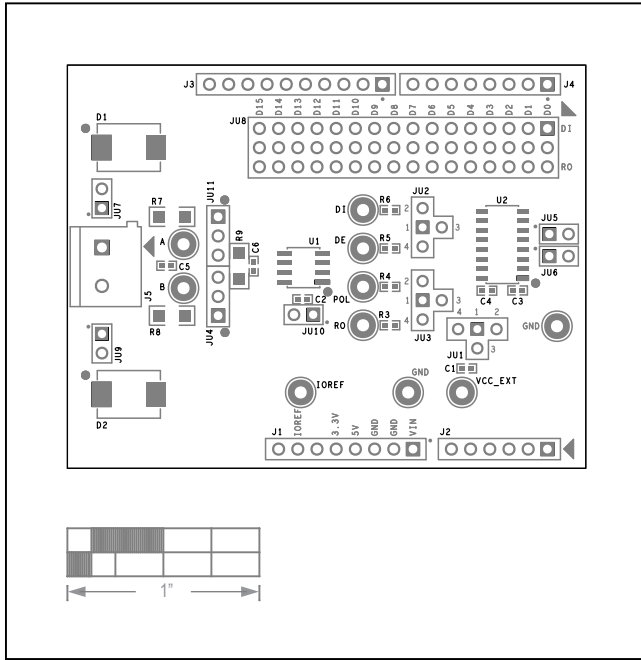 J3
J4
D15 D14 D13 D12 D11 D10 D9 D8 D7 D6 D5 D4 D3 D2 D1 D0
JU8
DI
RO
D1
JU7
R7
JU11
R9
C6
A
C5
B
J5
R8
JU4
JU9
D2
U1
C2
JU10
DI
R6
DE
R5
POL
R4
RO
R3
JU2
2
1
3
4
JU3
2
1
3
4
U2
C4
C3
JU5
JU6
4 1 2
3
JU1
GND
C1
VCC_EXT
GND
IOREF
J1
IOREF
3.3V
5V
GND
GND
VIN
J2
1"